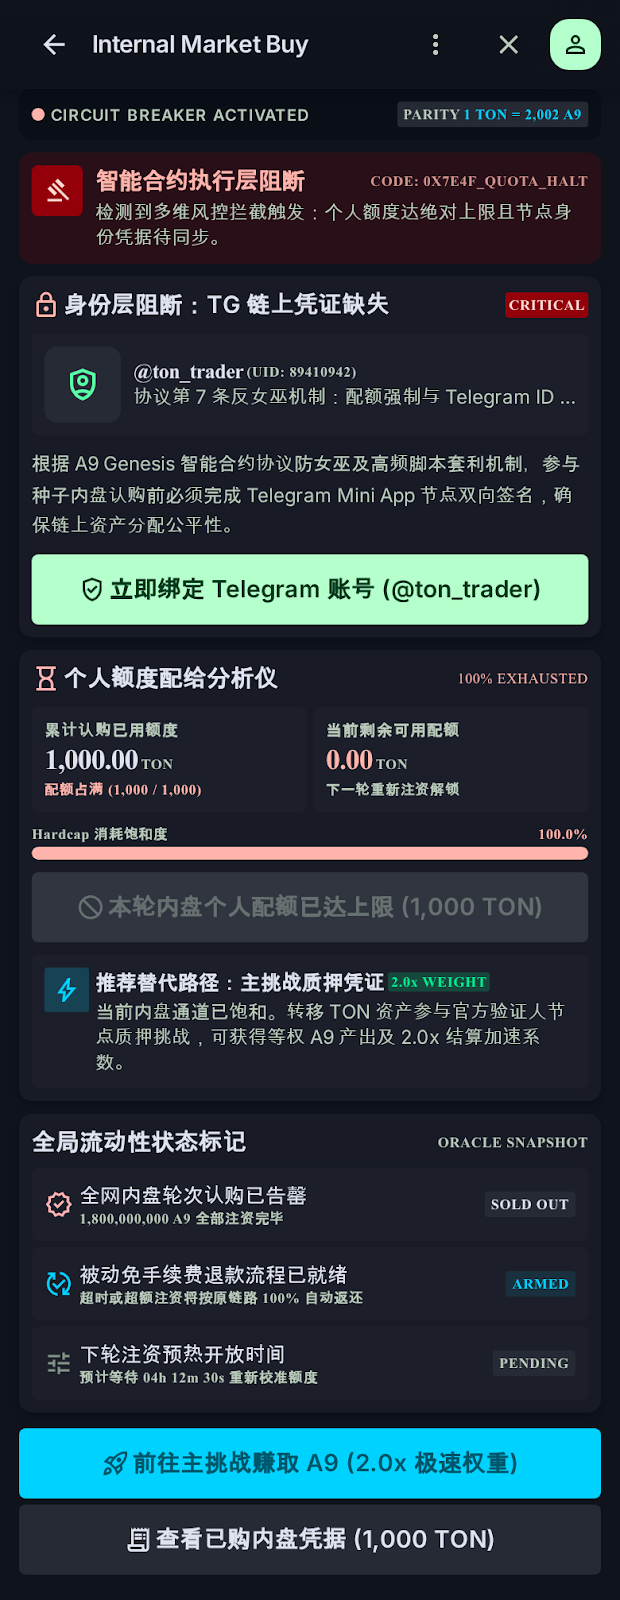 Internal Market Buy
CIRCUIT BREAKER ACTIVATED
PARITY 1 TON = 2,002 A9
智能合约执行层阻断
CODE: 0X7E4F_QUOTA_HALT
检测到多维风控拦截触发：个人额度达绝对上限且节点身
份凭据待同步。
身份层阻断：TG 链上凭证缺失
CRITICAL
@ton_trader (UID: 89410942)
协议第 7 条反女巫机制：配额强制与 Telegram ID ...
根据 A9 Genesis 智能合约协议防女巫及高频脚本套利机制，参与
种子内盘认购前必须完成 Telegram Mini App 节点双向签名，确
保链上资产分配公平性。
立即绑定 Telegram 账号 (@ton_trader)
个人额度配给分析仪
100% EXHAUSTED
累计认购已用额度
1,000.00 TON
配额占满 (1,000 / 1,000)
当前剩余可用配额
0.00 TON
下一轮重新注资解锁
Hardcap 消耗饱和度
100.0%
本轮内盘个人配额已达上限 (1,000 TON)
推荐替代路径：主挑战质押凭证 2.0x WEIGHT
当前内盘通道已饱和。转移 TON 资产参与官方验证人节
点质押挑战，可获得等权 A9 产出及 2.0x 结算加速系
数。
全局流动性状态标记
ORACLE SNAPSHOT
全网内盘轮次认购已告罄
1,800,000,000 A9 全部注资完毕
SOLD OUT
被动免手续费退款流程已就绪
超时或超额注资将按原链路 100% 自动返还
ARMED
下轮注资预热开放时间
预计等待 04h 12m 30s 重新校准额度
PENDING
前往主挑战赚取 A9 (2.0x 极速权重)
查看已购内盘凭据 (1,000 TON)